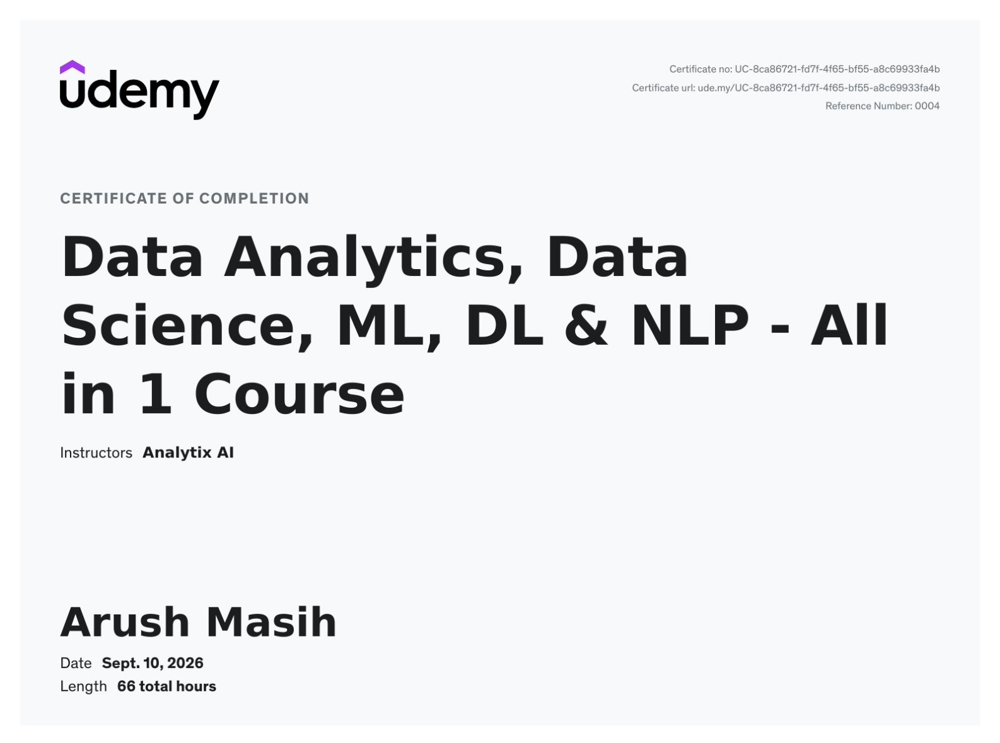 udemy
Certificate no: UC-8ca86721-fd7f-4f65-bf55-a8c69933fa4b
Certificate url: ude.my/UC-8ca86721-fd7f-4f65-bf55-a8c69933fa4b
Reference Number: 0004
CERTIFICATE OF COMPLETION
Data Analytics, Data
Science, ML, DL & NLP - All
in 1 Course
Instructors Analytix AI
Arush Masih
Date Sept. 10, 2026
Length 66 total hours